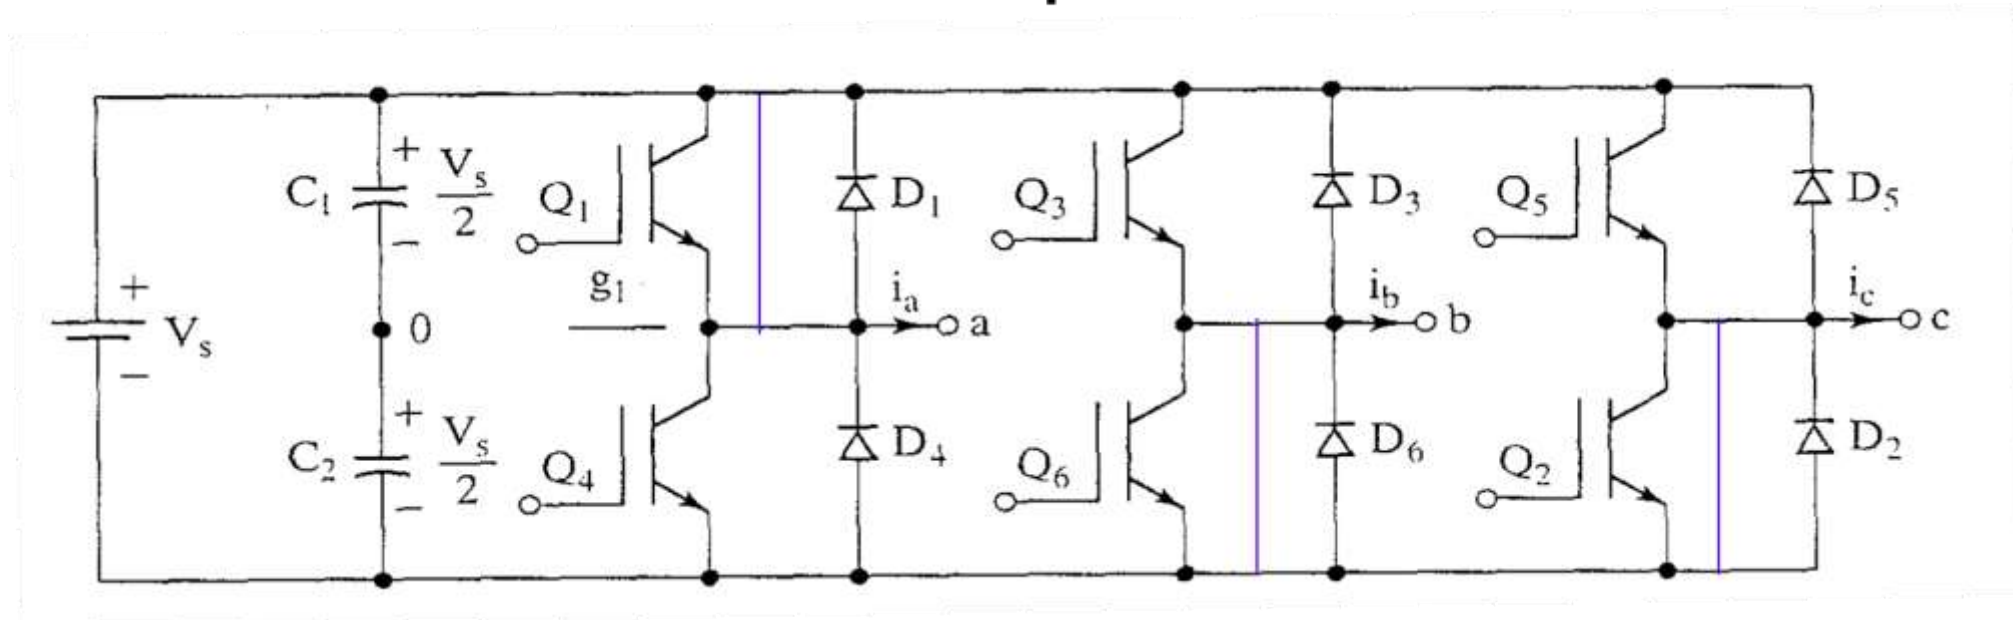 + V_s/2
C_1
−
Q_1
D_1
Q_3
D_3
Q_5
D_5
g_1
i_a
i_b
i_c
+
V_s
−
0
a
b
c
+ V_s/2
C_2
−
Q_4
D_4
Q_6
D_6
Q_2
D_2